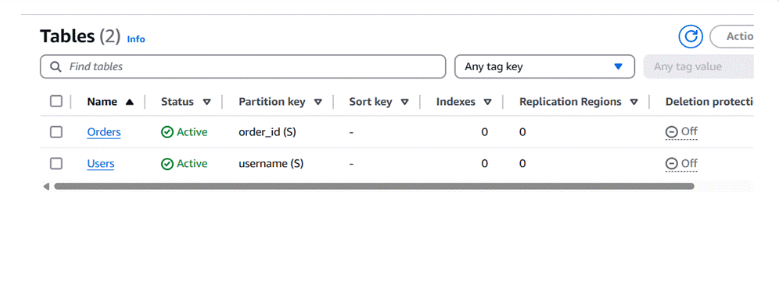 Tables (2) Info
Actio
Find tables
Any tag key
Any tag value
Name Status Partition key Sort key Indexes Replication Regions Deletion protecti
Orders Active order_id (S) - 0 0 Off
Users Active username (S) - 0 0 Off